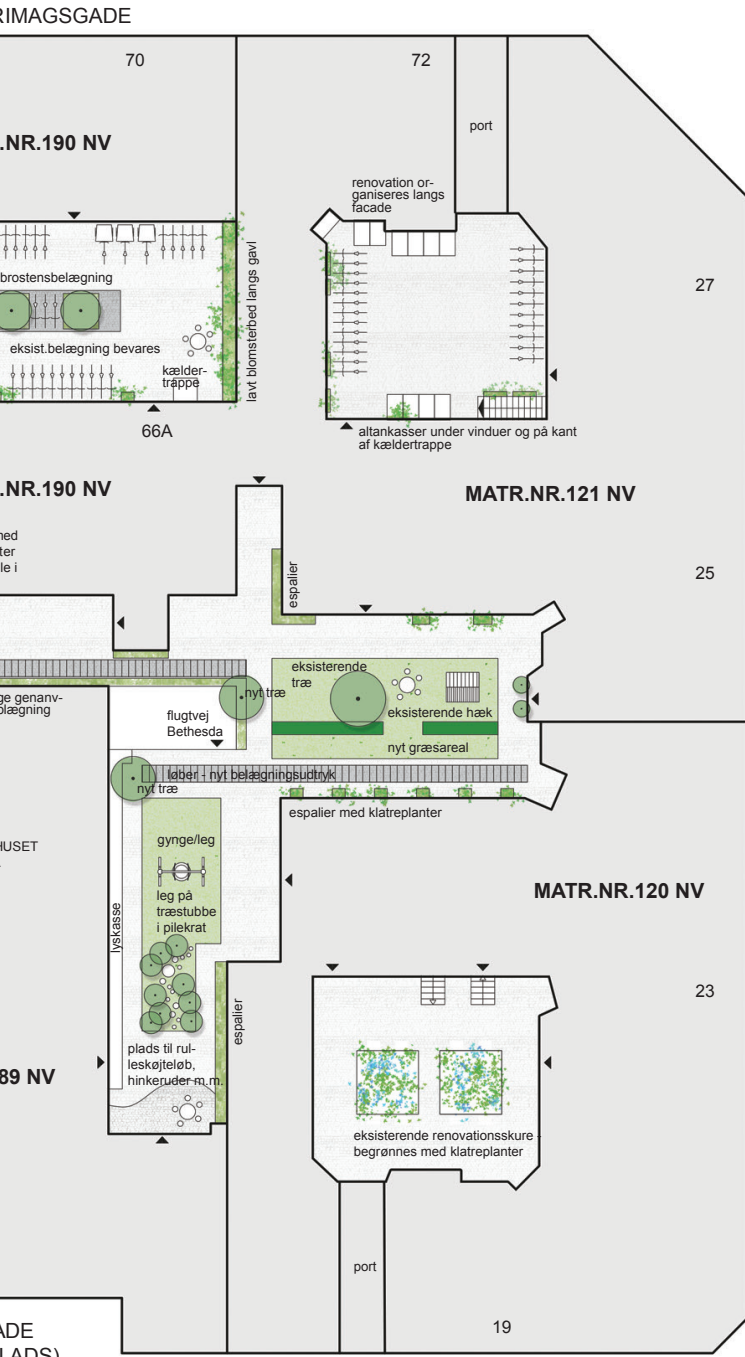 RIMAGSGADE
70
72
port
.NR.190 NV
renovation or-
ganiseres langs
facade
27
brostensbelægning
lavt blomsterbed langs gavl
eksist.belægning bevares
kælder-
trappe
66A
altankasser under vinduer og på kant
af kældertrappe
.NR.190 NV
MATR.NR.121 NV
ned
ter
le i
espalier
25
eksisterende
træ
nyt træ
ge genanv-
olægning
flugtvej
Bethesda
eksisterende hæk
nyt græsareal
løber - nyt belægningsudtryk
nyt træ
espalier med klatreplanter
gynge/leg
HUSET
MATR.NR.120 NV
leg på
træstubbe
i pilekrat
lyskasse
23
espalier
plads til rul-
leskøjteløb,
hinkeruder m.m.
89 NV
eksisterende renovationsskure -
begrønnes med klatreplanter
port
19
ADE
LADS)